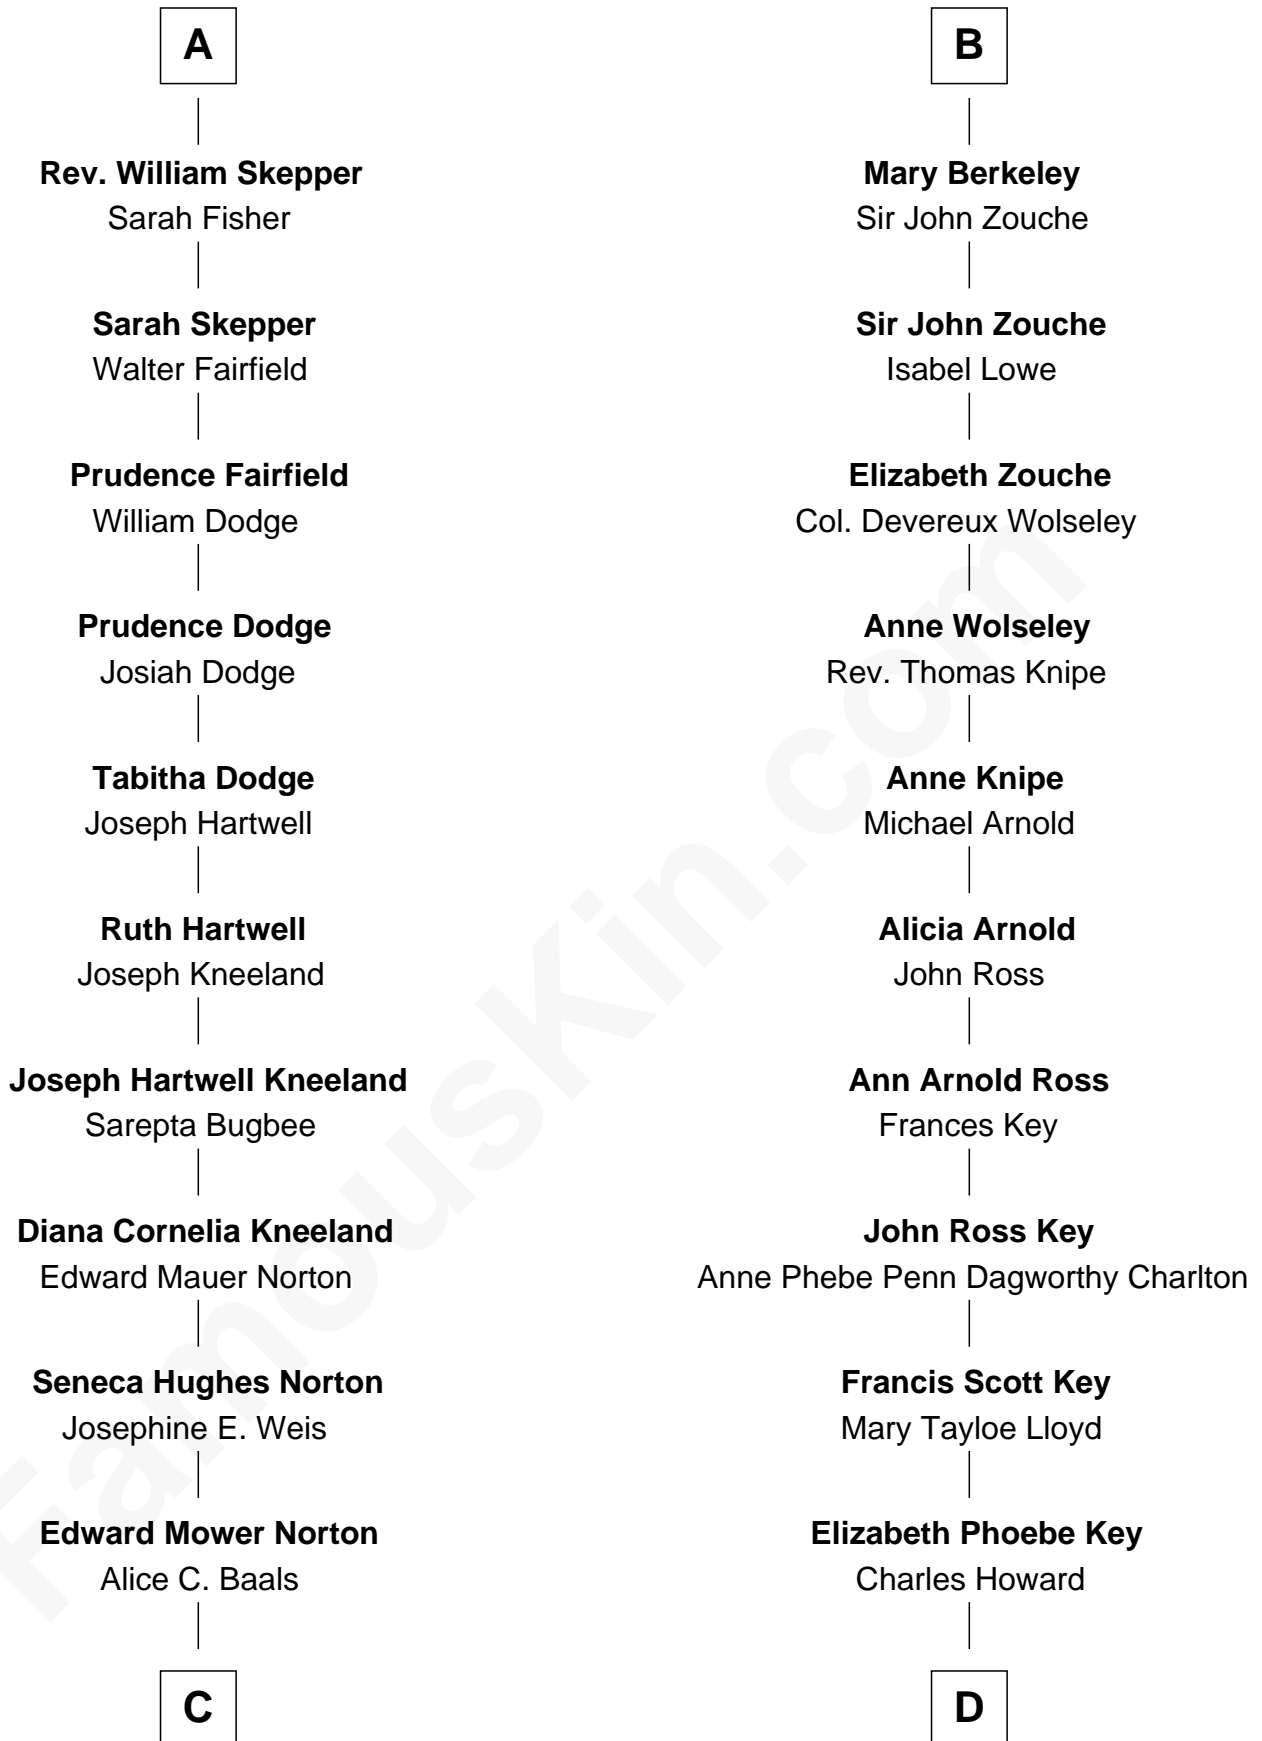 A
Rev. William Skepper
Sarah Fisher
Sarah Skepper
Walter Fairfield
Prudence Fairfield
William Dodge
Prudence Dodge
Josiah Dodge
Tabitha Dodge
Joseph Hartwell
Ruth Hartwell
Joseph Kneeland
Joseph Hartwell Kneeland
Sarepta Bugbee
Diana Cornelia Kneeland
Edward Mauer Norton
Seneca Hughes Norton
Josephine E. Weis
Edward Mower Norton
Alice C. Baals
C
B
Mary Berkeley
Sir John Zouche
Sir John Zouche
Isabel Lowe
Elizabeth Zouche
Col. Devereux Wolseley
Anne Wolseley
Rev. Thomas Knipe
Anne Knipe
Michael Arnold
Alicia Arnold
John Ross
Ann Arnold Ross
Frances Key
John Ross Key
Anne Phebe Penn Dagworthy Charlton
Francis Scott Key
Mary Tayloe Lloyd
Elizabeth Phoebe Key
Charles Howard
D
FamousKin.com